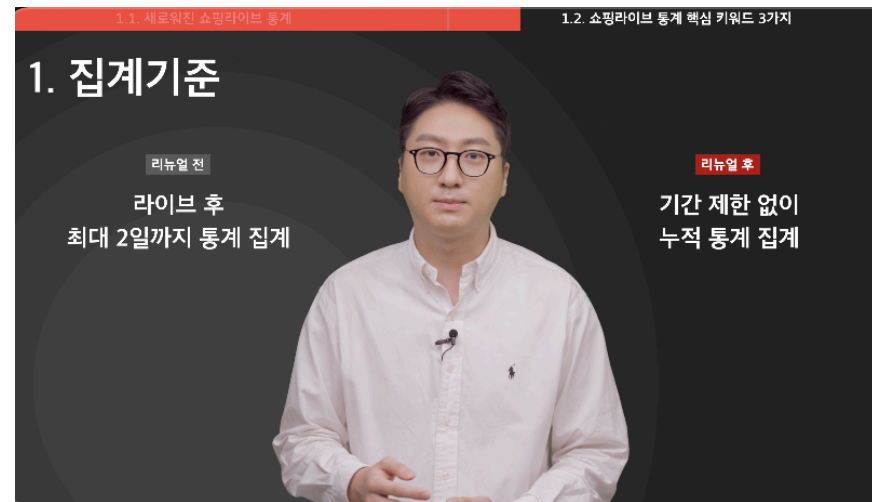 1.1. 새로워진 쇼핑라이브 통계
1.2. 쇼핑라이브 통계 핵심 키워드 3가지
1. 집계기준
리뉴얼 전
라이브 후
최대 2일까지 통계 집계
리뉴얼 후
기간 제한 없이
누적 통계 집계